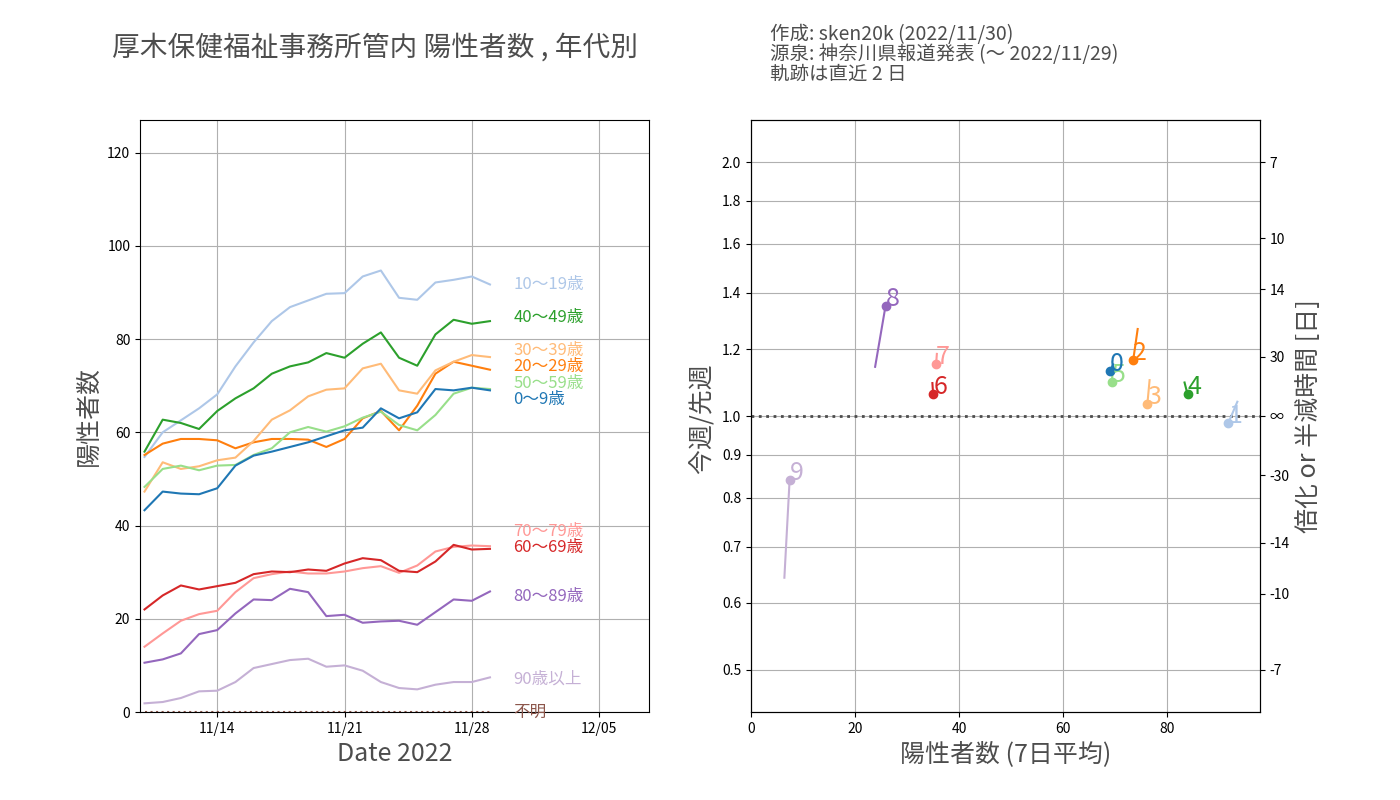 厚木保健福祉事務所管内 陽性者数 , 年代別
作成: sken20k (2022/11/30)
源泉: 神奈川県報道発表 (～ 2022/11/29)
軌跡は直近 2 日
陽性者数
120
100
80
60
40
20
0
11/14
11/21
11/28
12/05
Date 2022
10～19歳
40～49歳
30～39歳
20～29歳
50～59歳
0～9歳
70～79歳
60～69歳
80～89歳
90歳以上
不明
今週/先週
2.0
1.8
1.6
1.4
1.2
1.0
0.9
0.8
0.7
0.6
0.5
8
7
6
0
5
2
3
4
1
9
0
20
40
60
80
陽性者数 (7日平均)
7
10
14
30
∞
-30
-14
-10
-7
倍化 or 半減時間 [日]